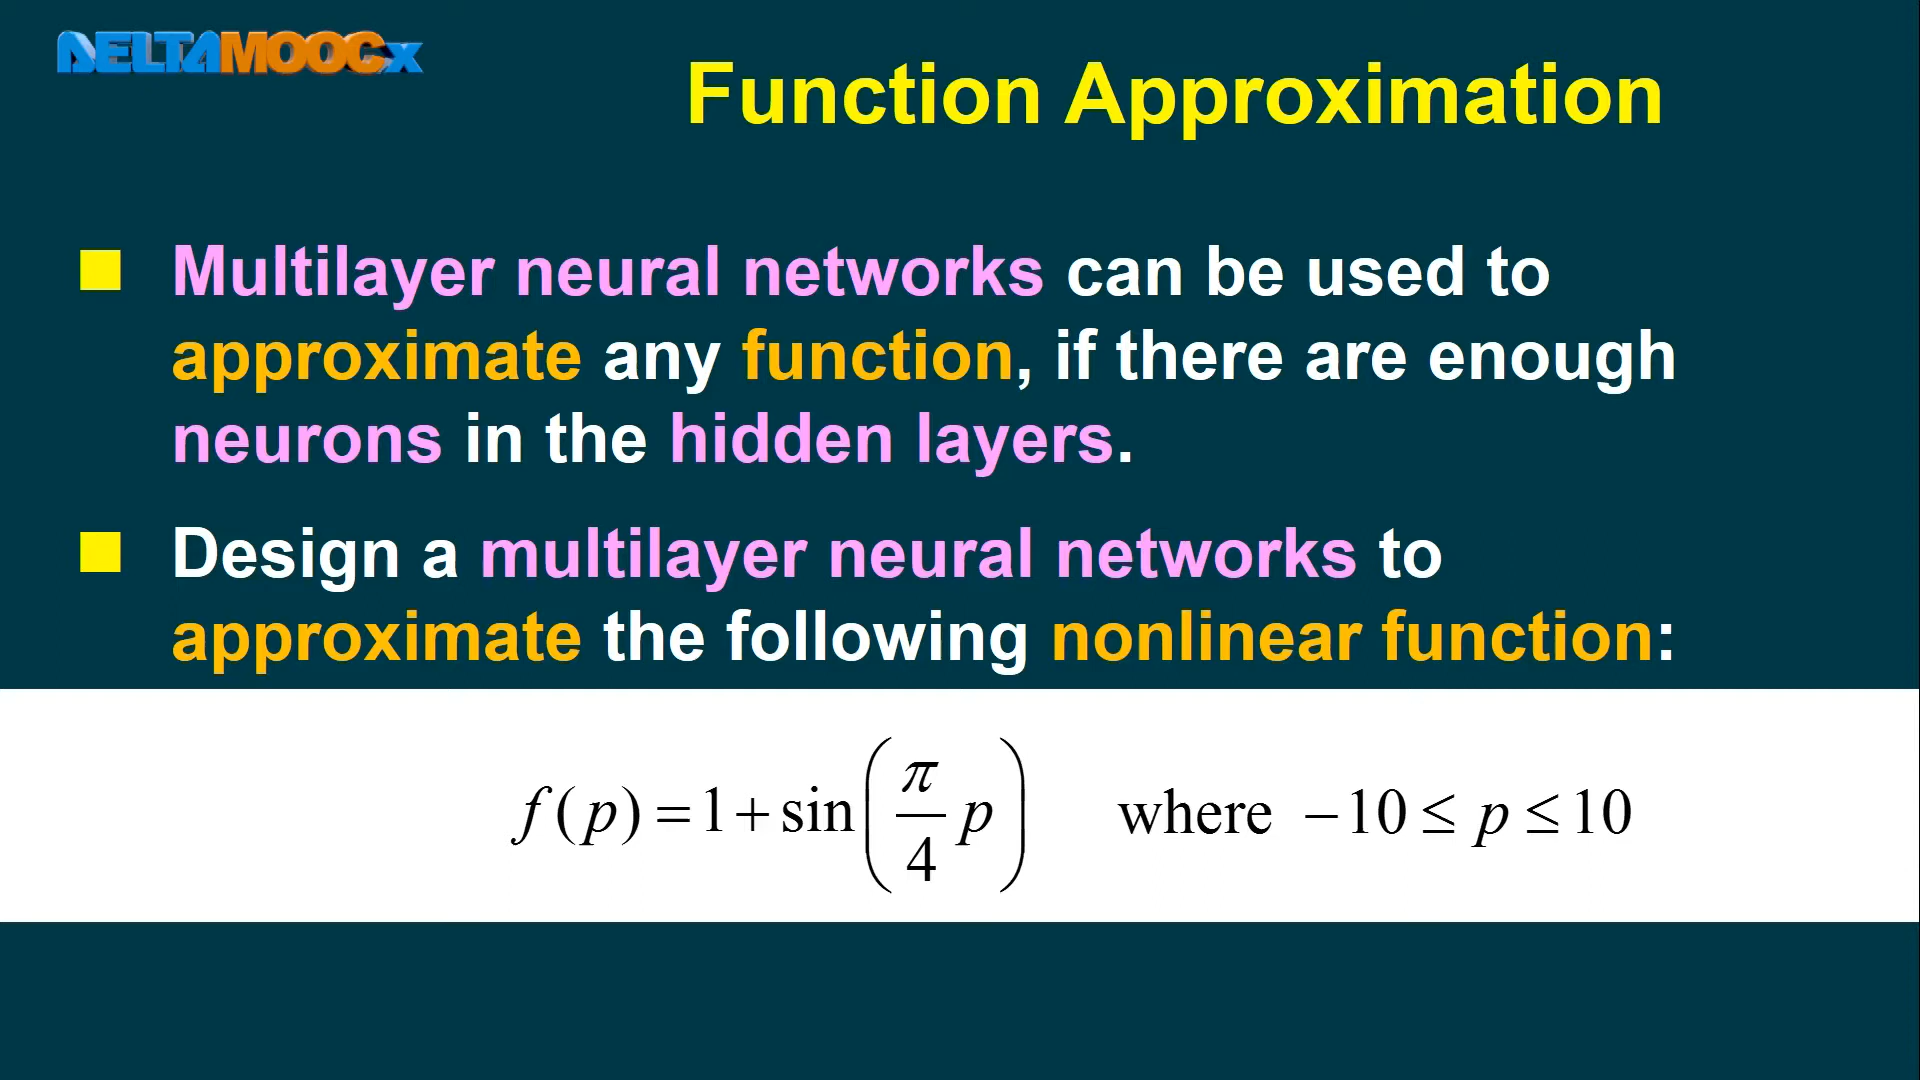 DELTAMOOCx
Function Approximation
Multilayer neural networks can be used to
approximate any function, if there are enough
neurons in the hidden layers.
Design a multilayer neural networks to
approximate the following nonlinear function:
f(p) = 1 + sin(π/4 p) where −10 ≤ p ≤ 10